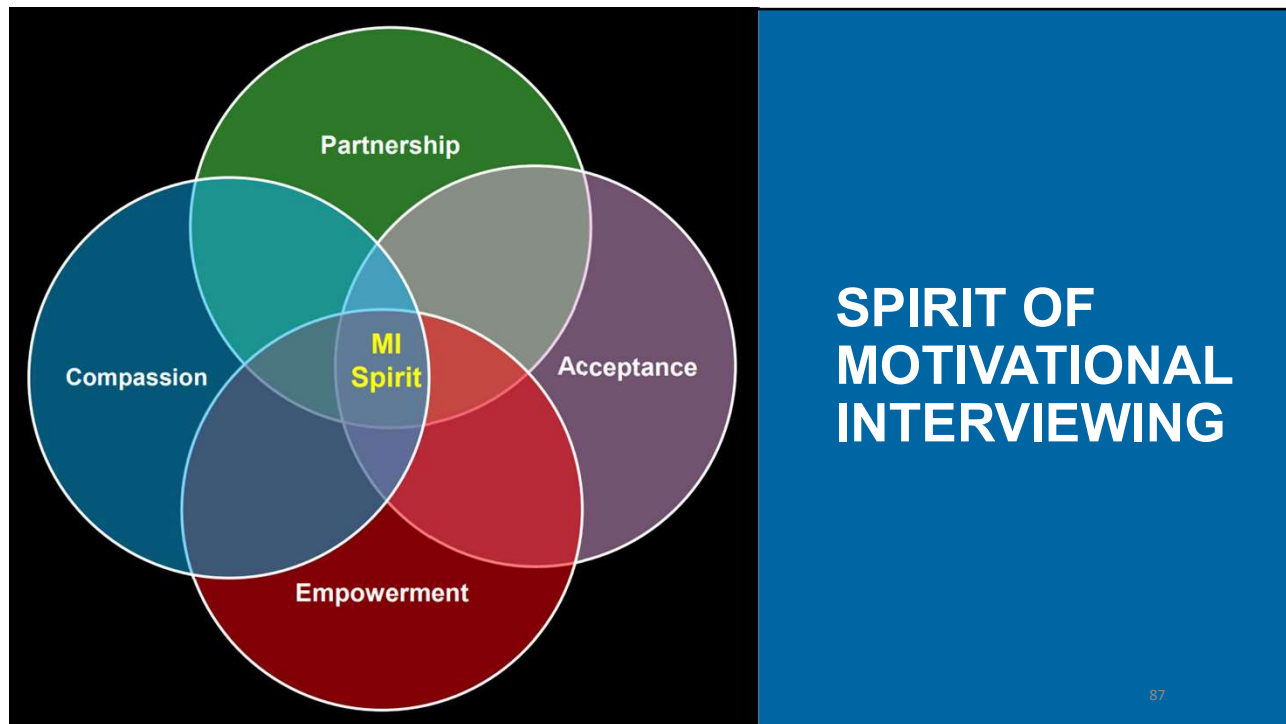 Partnership
Compassion
MI
Spirit
Acceptance
Empowerment
SPIRIT OF
MOTIVATIONAL
INTERVIEWING
87